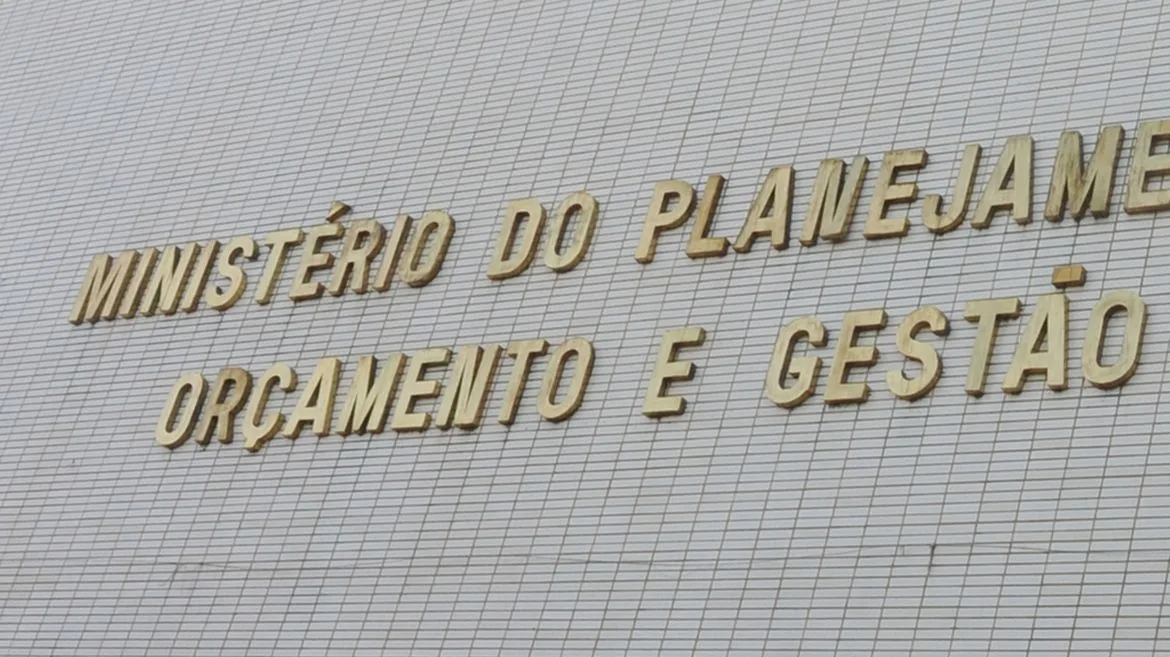 MINISTÉRIO DO PLANEJAME
ORÇAMENTO E GESTÃO